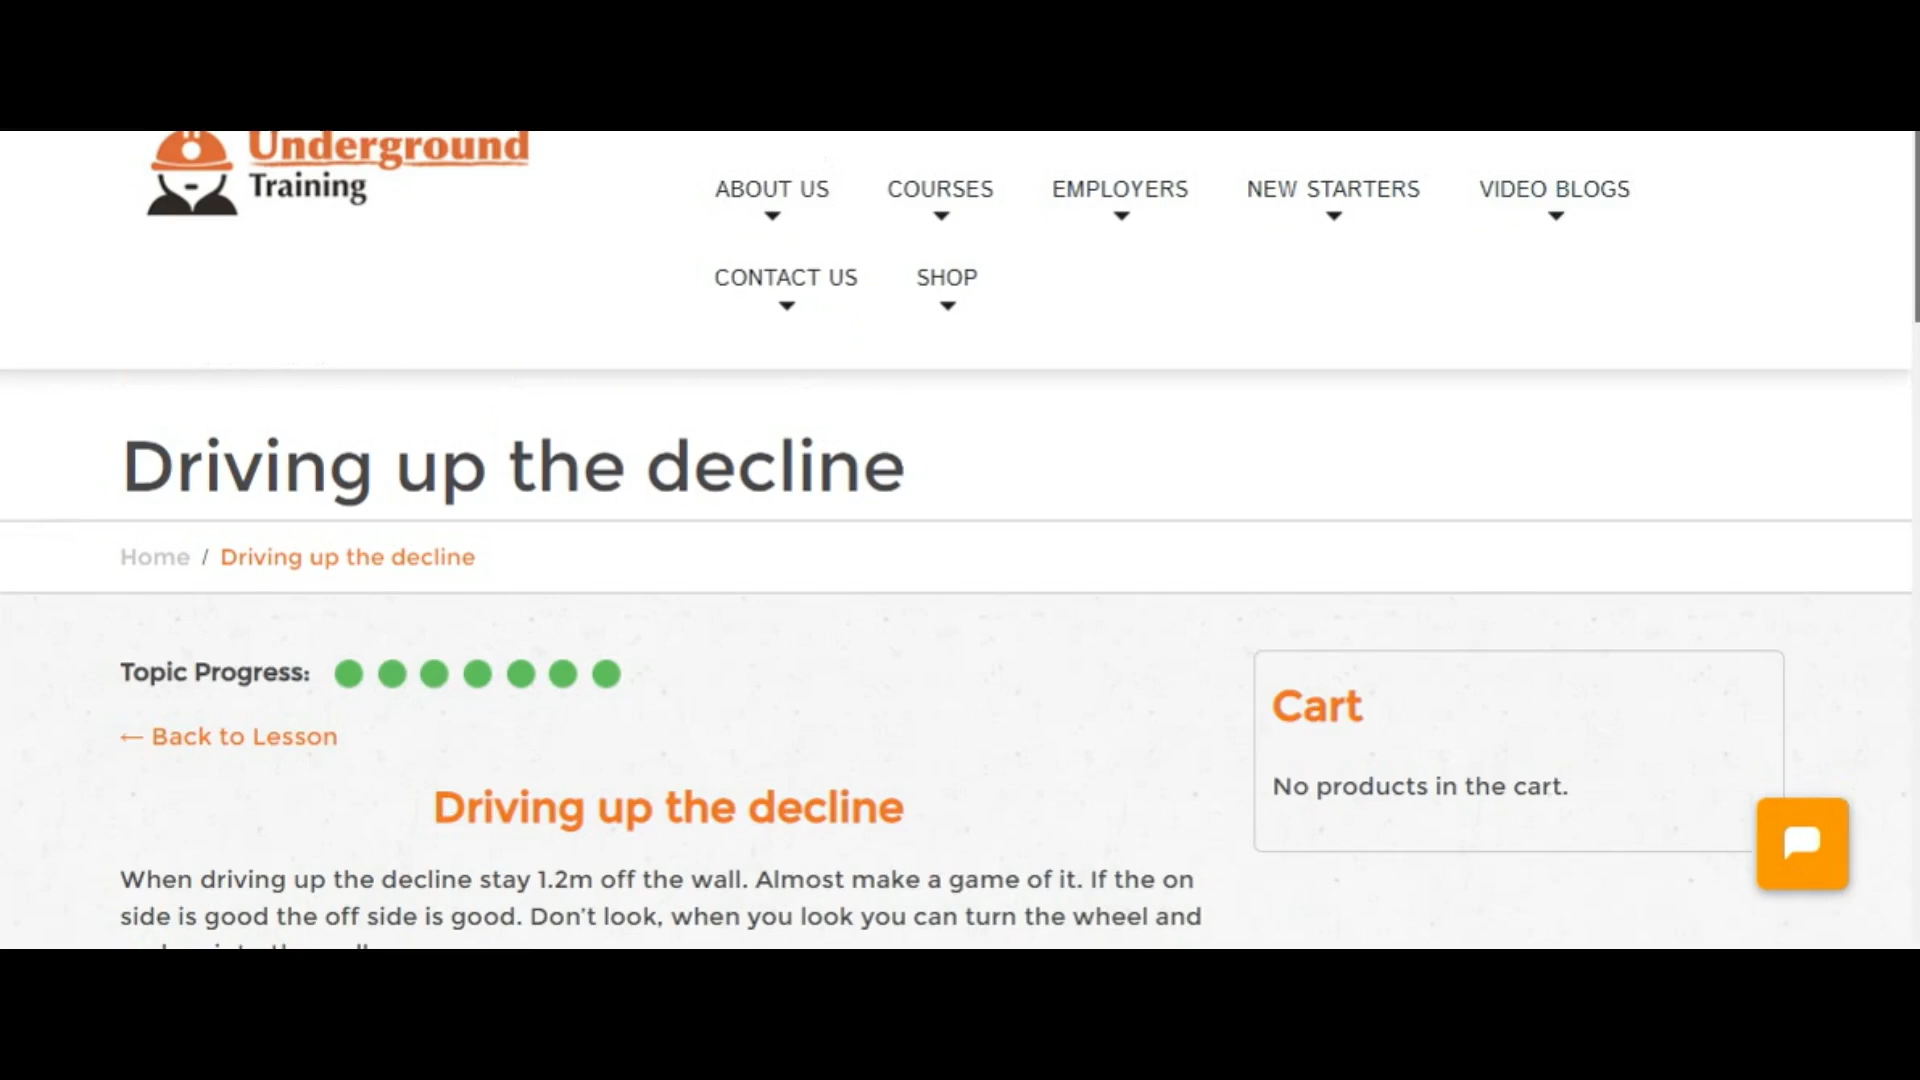 Underground
Training
ABOUT US
COURSES
EMPLOYERS
NEW STARTERS
VIDEO BLOGS
CONTACT US
SHOP
Driving up the decline
Home / Driving up the decline
Topic Progress:
← Back to Lesson
Driving up the decline
When driving up the decline stay 1.2m off the wall. Almost make a game of it. If the on
side is good the off side is good. Don't look, when you look you can turn the wheel and
Cart
No products in the cart.